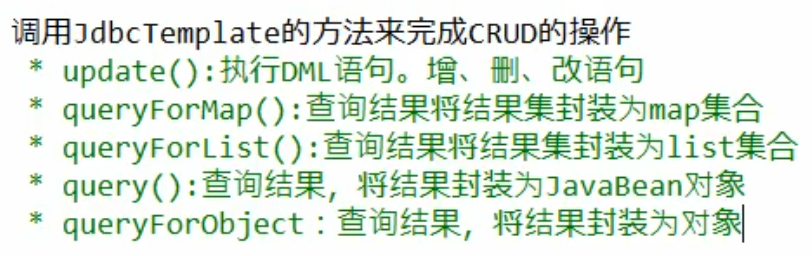 调用JdbcTemplate的方法来完成CRUD的操作
* update():执行DML语句。增、删、改语句
* queryForMap():查询结果将结果集封装为map集合
* queryForList():查询结果将结果集封装为list集合
* query():查询结果，将结果封装为JavaBean对象
* queryForObject：查询结果，将结果封装为对象